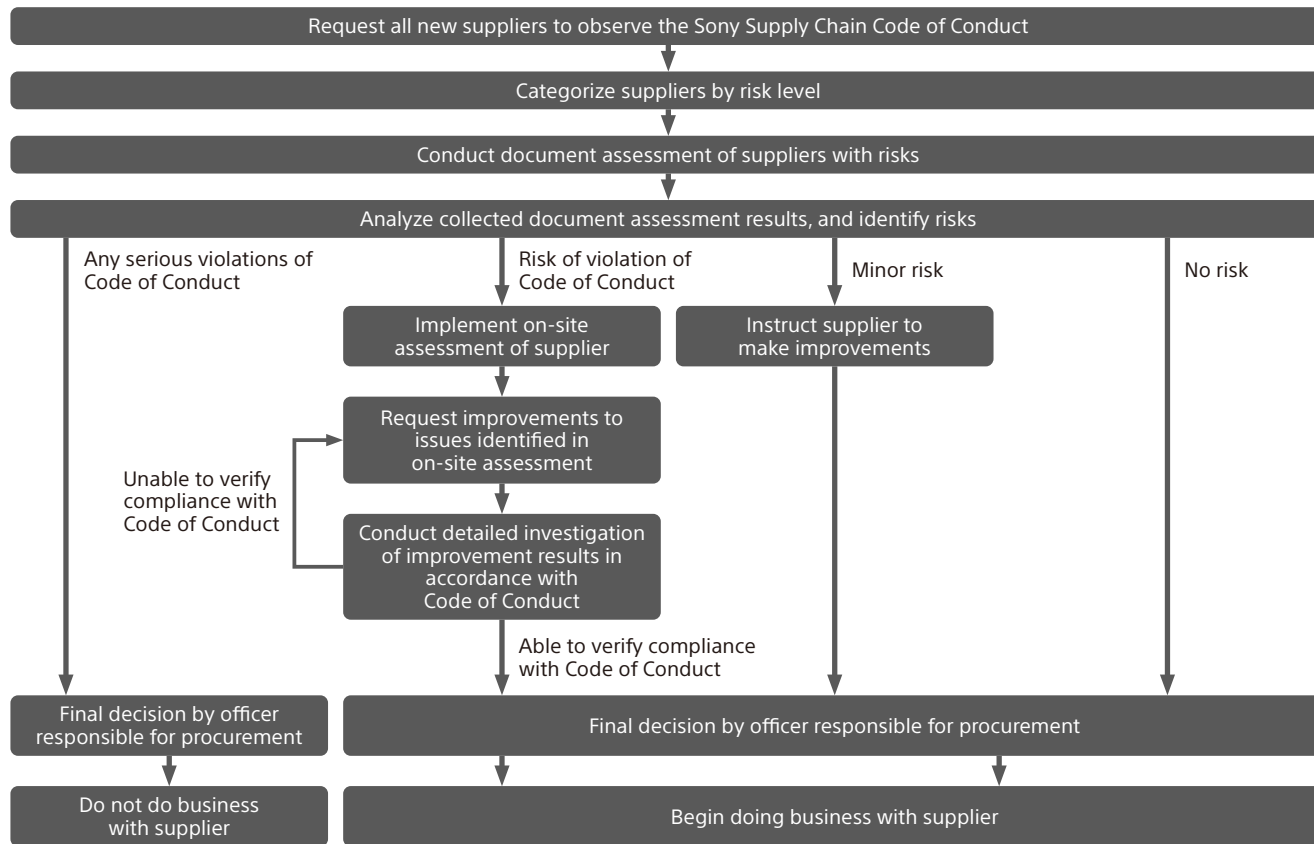 Request all new suppliers to observe the Sony Supply Chain Code of Conduct
Categorize suppliers by risk level
Conduct document assessment of suppliers with risks
Analyze collected document assessment results, and identify risks
Any serious violations of
Code of Conduct
Risk of violation of
Code of Conduct
Minor risk
No risk
Implement on-site
assessment of supplier
Instruct supplier to
make improvements
Request improvements to
issues identified in
on-site assessment
Unable to verify
compliance with
Code of Conduct
Conduct detailed investigation
of improvement results in
accordance with
Code of Conduct
Able to verify compliance
with Code of Conduct
Final decision by officer
responsible for procurement
Final decision by officer responsible for procurement
Do not do business
with supplier
Begin doing business with supplier